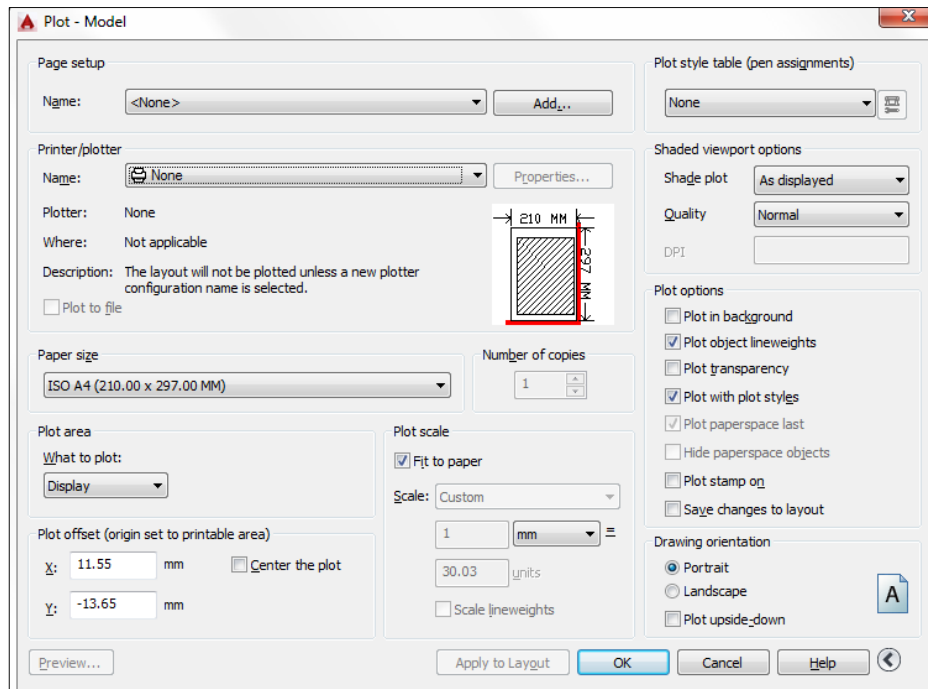 Plot - Model
Page setup
Name: <None> Add...
Printer/plotter
Name: None Properties...
Plotter: None
Where: Not applicable
Description: The layout will not be plotted unless a new plotter
configuration name is selected.
Plot to file
210 MM
297 MM
Paper size
ISO A4 (210.00 x 297.00 MM)
Number of copies
1
Plot area
What to plot:
Display
Plot offset (origin set to printable area)
X: 11.55 mm Center the plot
Y: -13.65 mm
Plot scale
Fit to paper
Scale: Custom
1 mm =
30.03 units
Scale lineweights
Plot style table (pen assignments)
None
Shaded viewport options
Shade plot As displayed
Quality Normal
DPI
Plot options
Plot in background
Plot object lineweights
Plot transparency
Plot with plot styles
Plot paperspace last
Hide paperspace objects
Plot stamp on
Save changes to layout
Drawing orientation
Portrait
Landscape
Plot upside-down
A
Preview... Apply to Layout OK Cancel Help